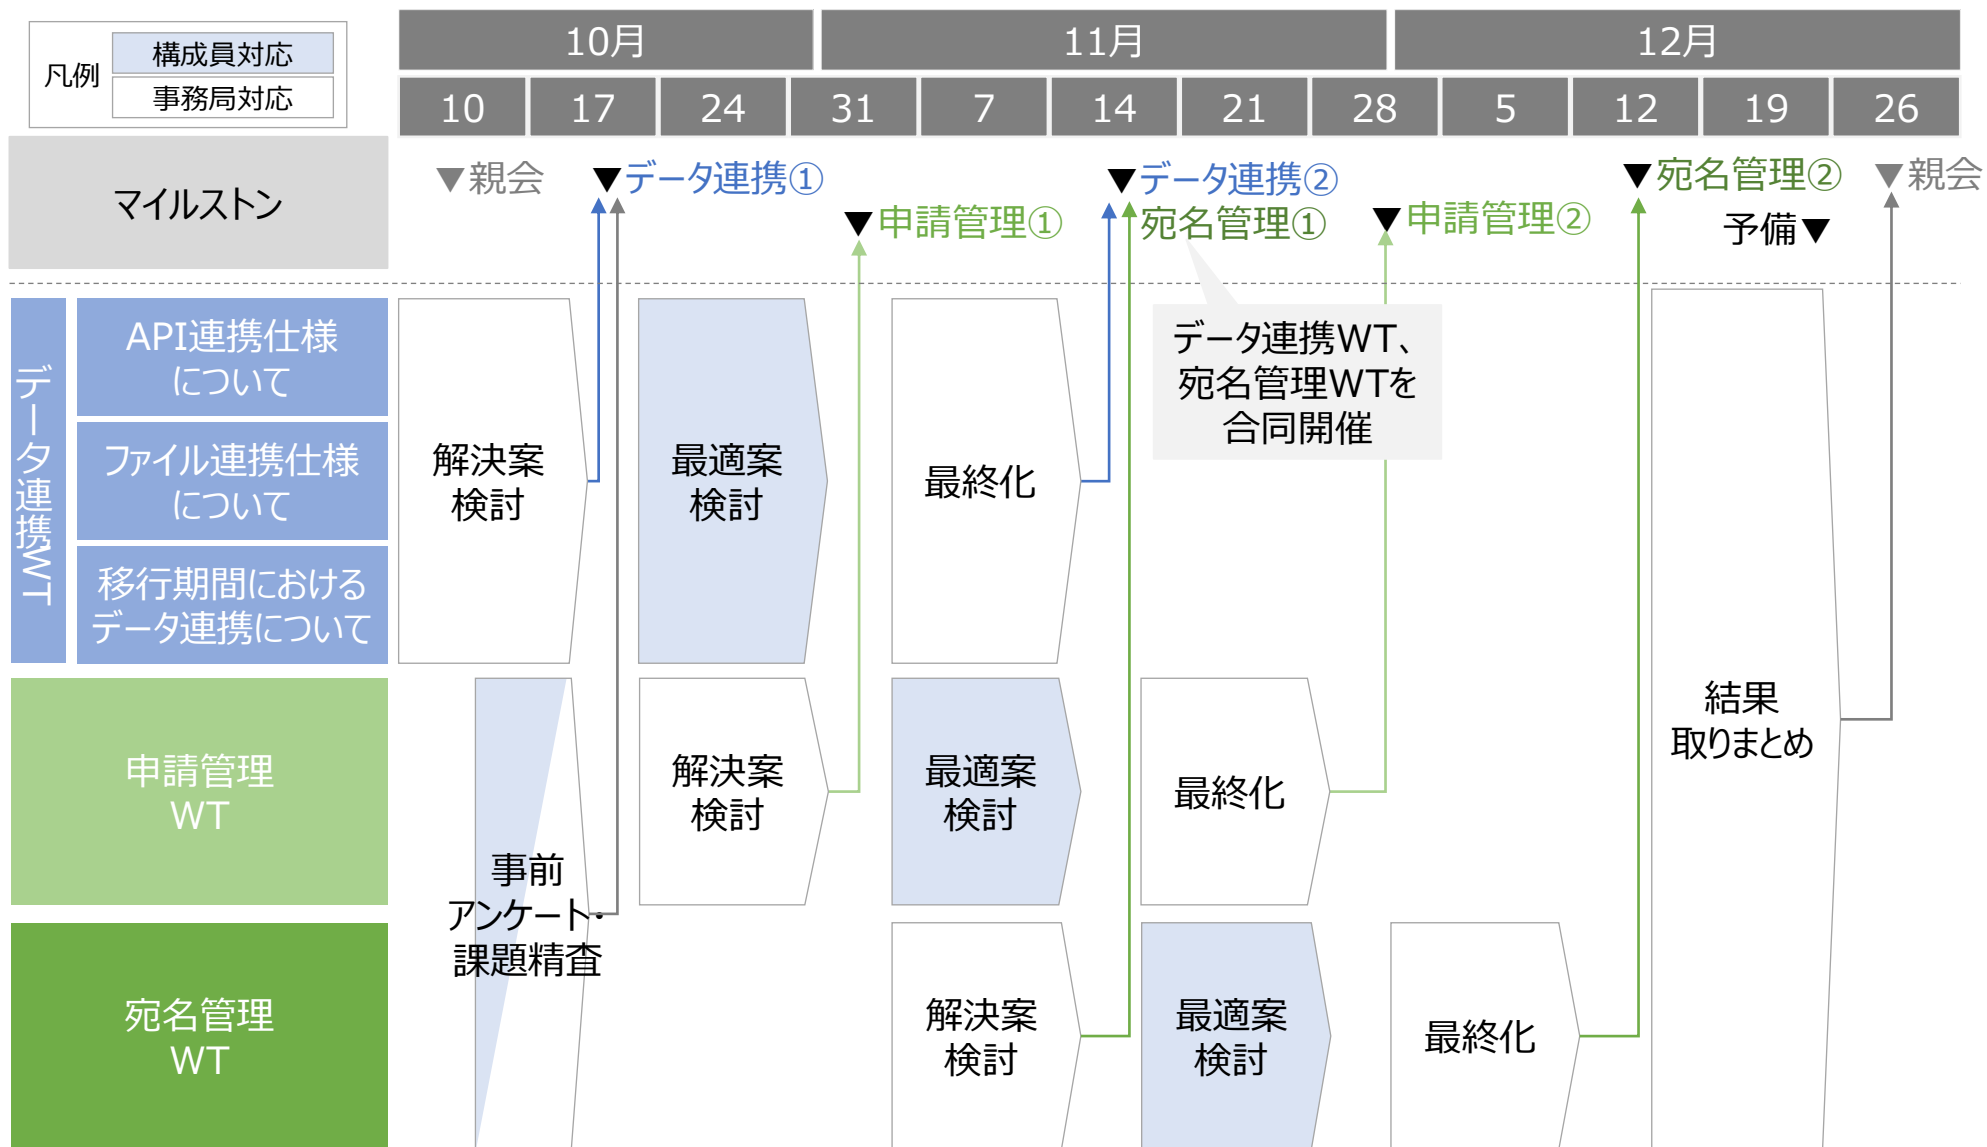 凡例
構成員対応
事務局対応
10月
11月
12月
10
17
24
31
7
14
21
28
5
12
19
26
マイルストン
▼親会
▼データ連携①
▼データ連携②
▼宛名管理②
▼親会
▼申請管理①
宛名管理①
▼申請管理②
予備▼
データ連携WT、
宛名管理WTを
合同開催
データ連携WT
API連携仕様
について
ファイル連携仕様
について
移行期間における
データ連携について
解決案
検討
最適案
検討
最終化
申請管理
WT
解決案
検討
最適案
検討
最終化
結果
取りまとめ
事前
アンケート・
課題精査
宛名管理
WT
解決案
検討
最適案
検討
最終化